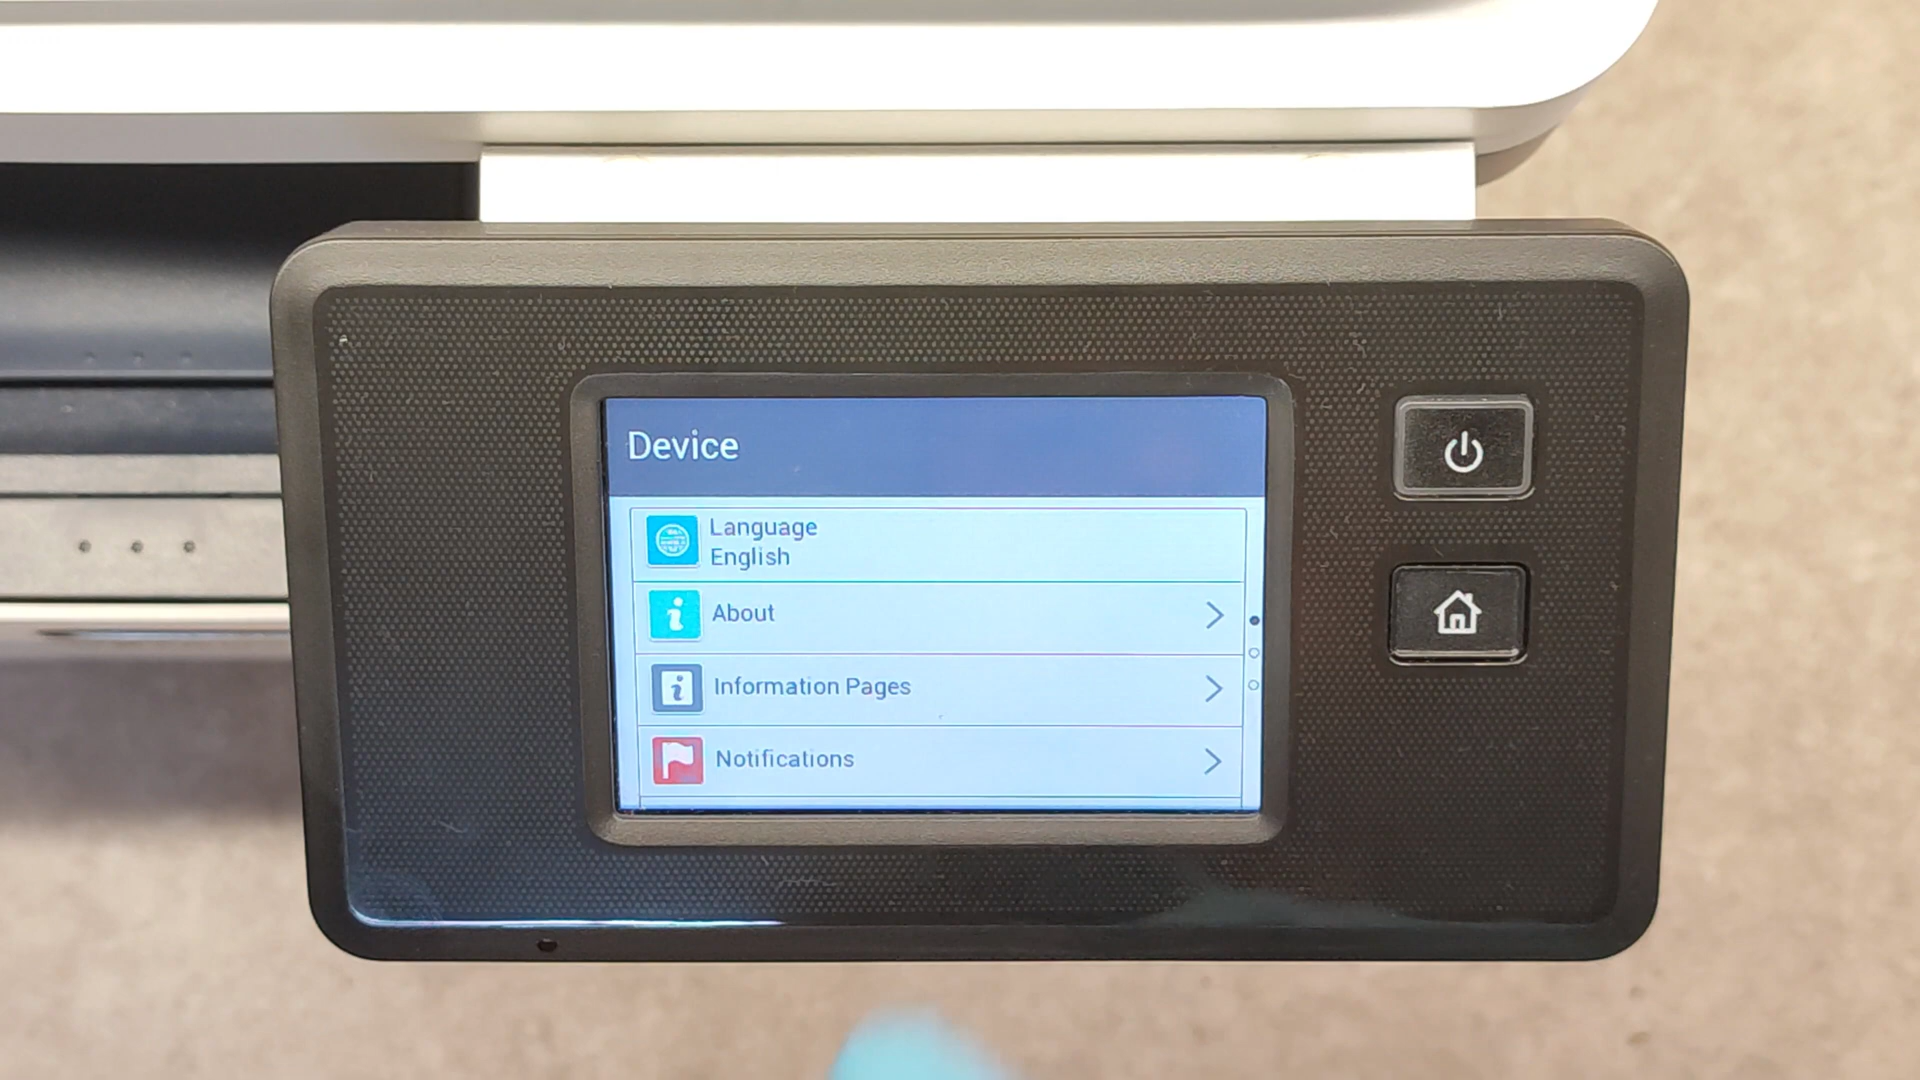 Device
Language
English
About
Information Pages
Notifications